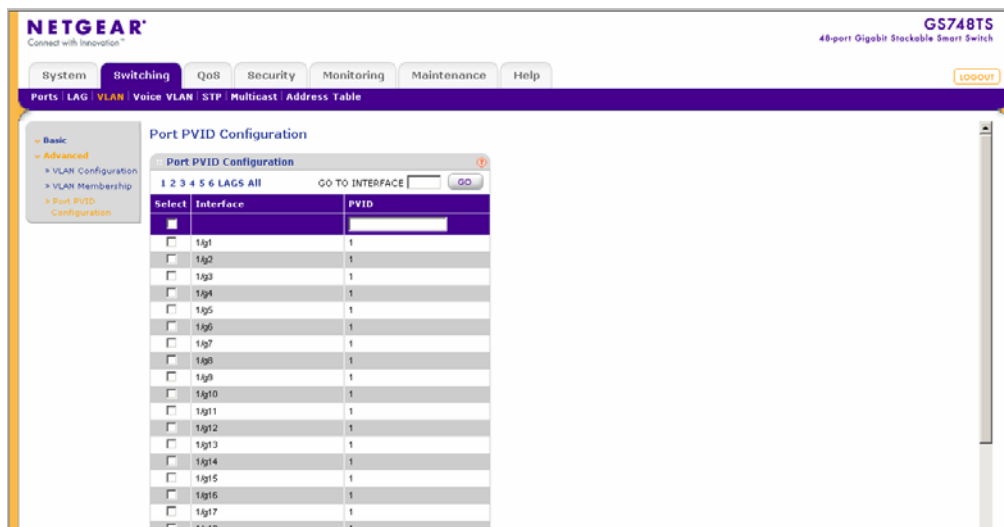 NETGEAR
Connect with Innovation™
GS748TS
48-port Gigabit Stackable Smart Switch
System Switching QoS Security Monitoring Maintenance Help
LOGOUT
Ports LAG VLAN Voice VLAN STP Multicast Address Table
Basic
Advanced
» VLAN Configuration
» VLAN Membership
» Port PVID
Configuration
Port PVID Configuration
Port PVID Configuration ?
1 2 3 4 5 6 LAGS All GO TO INTERFACE GO
Select Interface PVID
1/g1 1
1/g2 1
1/g3 1
1/g4 1
1/g5 1
1/g6 1
1/g7 1
1/g8 1
1/g9 1
1/g10 1
1/g11 1
1/g12 1
1/g13 1
1/g14 1
1/g15 1
1/g16 1
1/g17 1